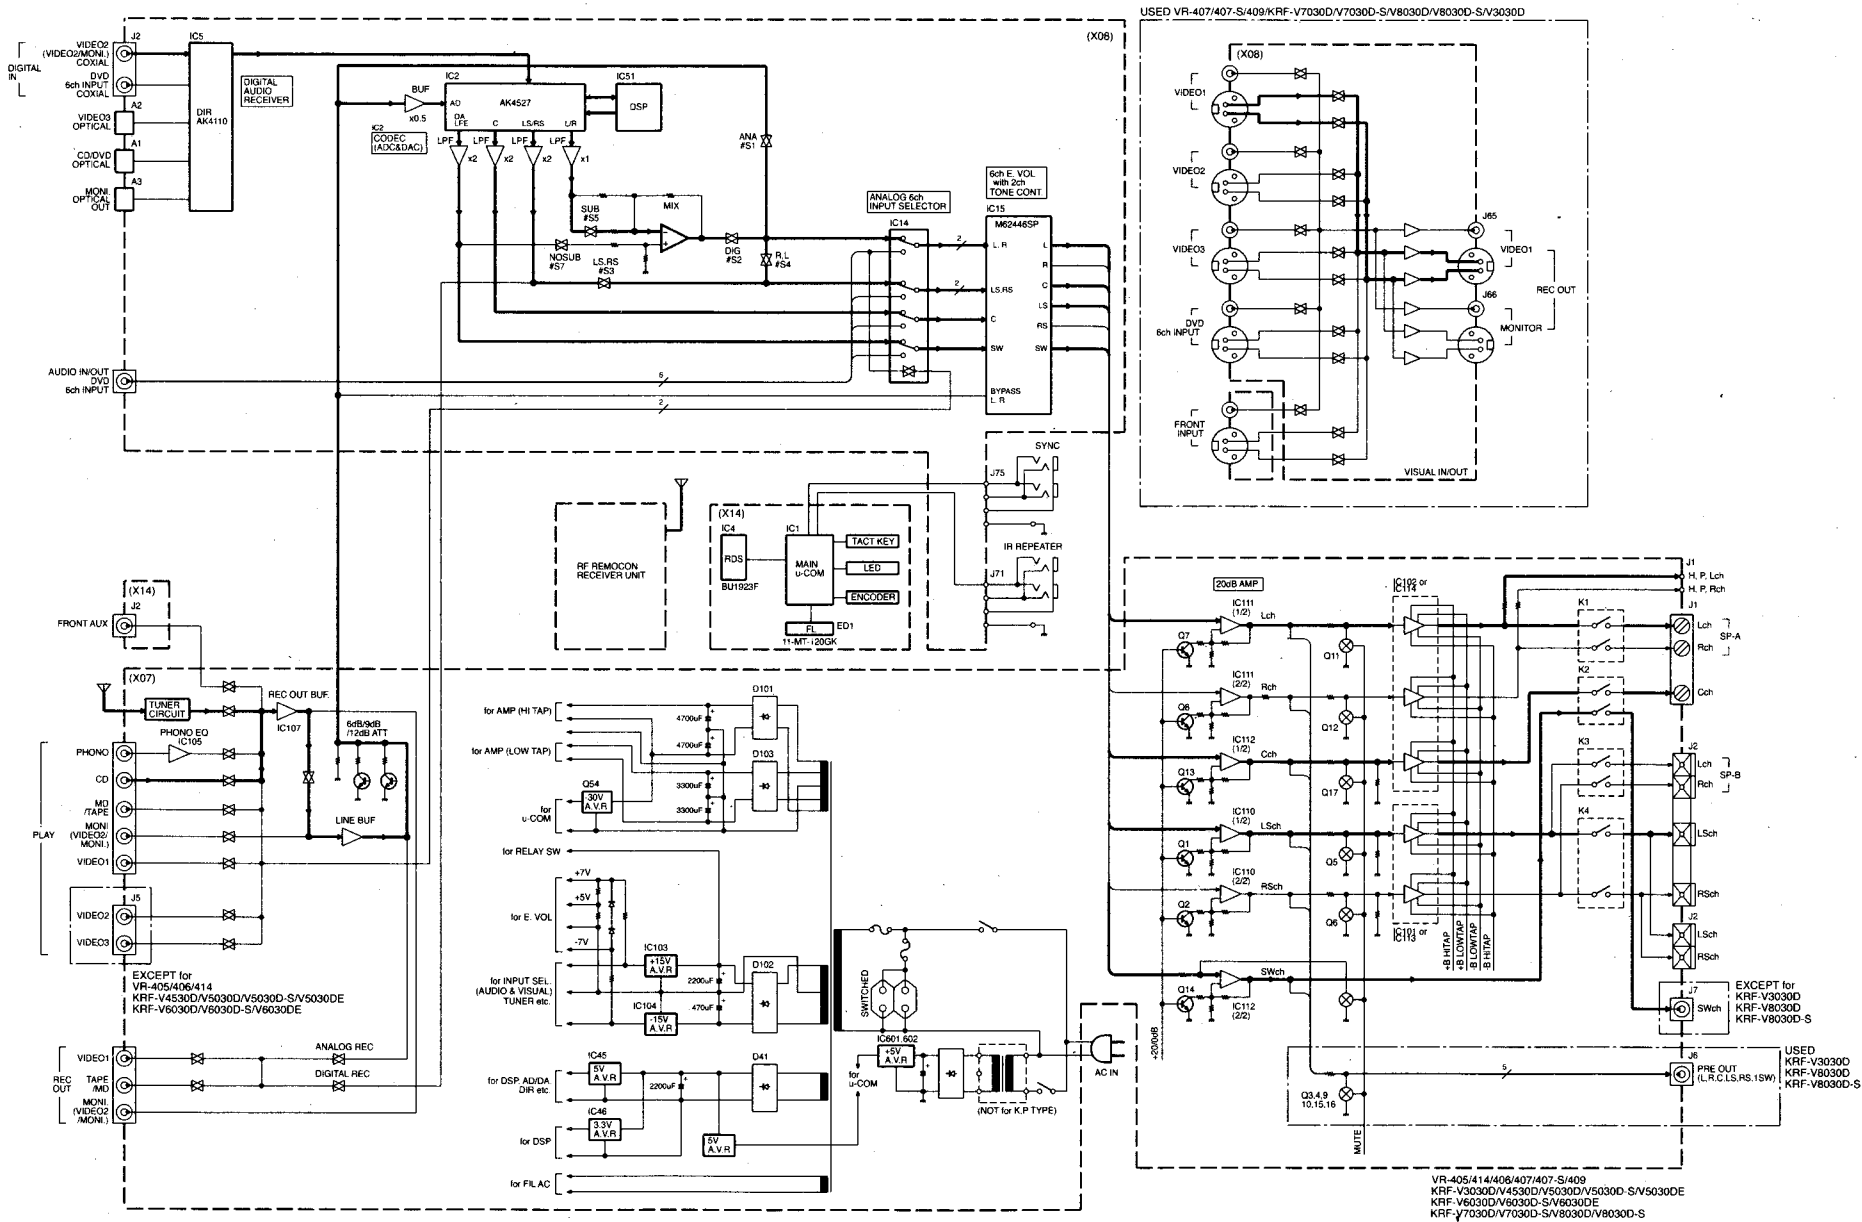 USED VR-407/407-S/409/KRF-V7030D/V7030D-S/V8030D/V8030D-S/V3030D
(X08)
DIGITAL
IN
VIDEO2
(VIDEO2/MONI.)
COXIAL
DVD
6ch INPUT
COXIAL
VIDEO3
OPTICAL
CD/DVD
OPTICAL
MONI.
OPTICAL
OUT
J2
A2
A1
A3
IC5
DIR
AK4110
DIGITAL
AUDIO
RECEIVER
BUF
x0.5
IC2
CODEC
(ADC&DAC)
IC2
AK4527
AD
DA
LFE
C
LS/RS
L/R
IC51
DSP
LPF
x2
LPF
x2
LPF
x2
LPF
x1
ANA
#S1
SUB
#S5
MIX
NOSUB
#S7
LS.RS
#S3
DIG
#S2
R.L
#S4
ANALOG 6ch
INPUT SELECTOR
IC14
6ch E. VOL
with 2ch
TONE CONT.
IC15
M62446SP
L. R
LS.RS
C
SW
BYPASS
L. R
L
R
C
LS
RS
SW
2
2
6
2
AUDIO IN/OUT
DVD
6ch INPUT
(X08)
VIDEO1
VIDEO2
VIDEO3
DVD
6ch INPUT
FRONT
INPUT
J65
VIDEO1
J66
MONITOR
REC OUT
VISUAL IN/OUT
SYNC
J75
IR REPEATER
J71
RF REMOCON
RECEIVER UNIT
(X14)
IC4
RDS
BU1923F
IC1
MAIN
u-COM
TACT KEY
LED
ENCODER
FL
ED1
11-MT-120GK
(X14)
J2
FRONT AUX
(X07)
TUNER
CIRCUIT
PHONO EQ
IC105
REC OUT BUF.
IC107
6dB/9dB
/12dB ATT
LINE BUF
PLAY
PHONO
CD
MD
/TAPE
MONI
(VIDEO2/
MONI.)
VIDEO1
J5
VIDEO2
VIDEO3
EXCEPT for
VR-405/406/414
KRF-V4530D/V5030D/V5030D-S/V5030DE
KRF-V6030D/V6030D-S/V6030DE
REC
OUT
VIDEO1
TAPE
/MD
MONI.
(VIDEO2
/MONI.)
ANALOG REC
DIGITAL REC
for AMP (HI TAP)
for AMP (LOW TAP)
for
u-COM
Q54
-30V
A.V.R
4700uF
4700uF
3300uF
3300uF
D101
D103
for RELAY SW
for E. VOL
+7V
+5V
-7V
for INPUT SEL.
(AUDIO & VISUAL)
TUNER etc.
IC103
+15V
A.V.R
IC104
-15V
A.V.R
2200uF
470uF
D102
for DSP, AD/DA
DIR etc.
IC45
5V
A.V.R
2200uF
D41
for DSP
IC46
3.3V
A.V.R
5V
A.V.R
for FIL AC
SWITCHED
IC601,602
+5V
A.V.R
for
u-COM
(NOT for K.P TYPE)
AC IN
20dB AMP
IC111
(1/2)
Lch
Q7
IC111
(2/2)
Rch
Q8
IC112
(1/2)
Cch
Q13
IC110
(1/2)
LSch
Q1
IC110
(2/2)
RSch
Q2
SWch
Q14
IC112
(2/2)
+20/0dB
Q11
Q12
Q17
Q5
Q6
IC102 or
IC114
IC101 or
IC113
+B HITAP
+B LOWTAP
-B LOWTAP
-B HITAP
K1
K2
K3
K4
J1
H, P, Lch
H, P, Rch
J1
Lch
Rch
SP-A
Cch
J2
Lch
Rch
SP-B
LSch
RSch
J2
LSch
RSch
J7
SWch
EXCEPT for
KRF-V3030D
KRF-V8030D
KRF-V8030D-S
USED
KRF-V3030D
KRF-V8030D
KRF-V8030D-S
J6
PRE OUT
(L,R,C,LS,RS,1SW)
5
Q3,4,9
10,15,16
MUTE
VR-405/414/406/407/407-S/409
KRF-V3030D/V4530D/V5030D/V5030D-S/V5030DE
KRF-V6030D/V6030D-S/V6030DE
KRF-V7030D/V7030D-S/V8030D/V8030D-S